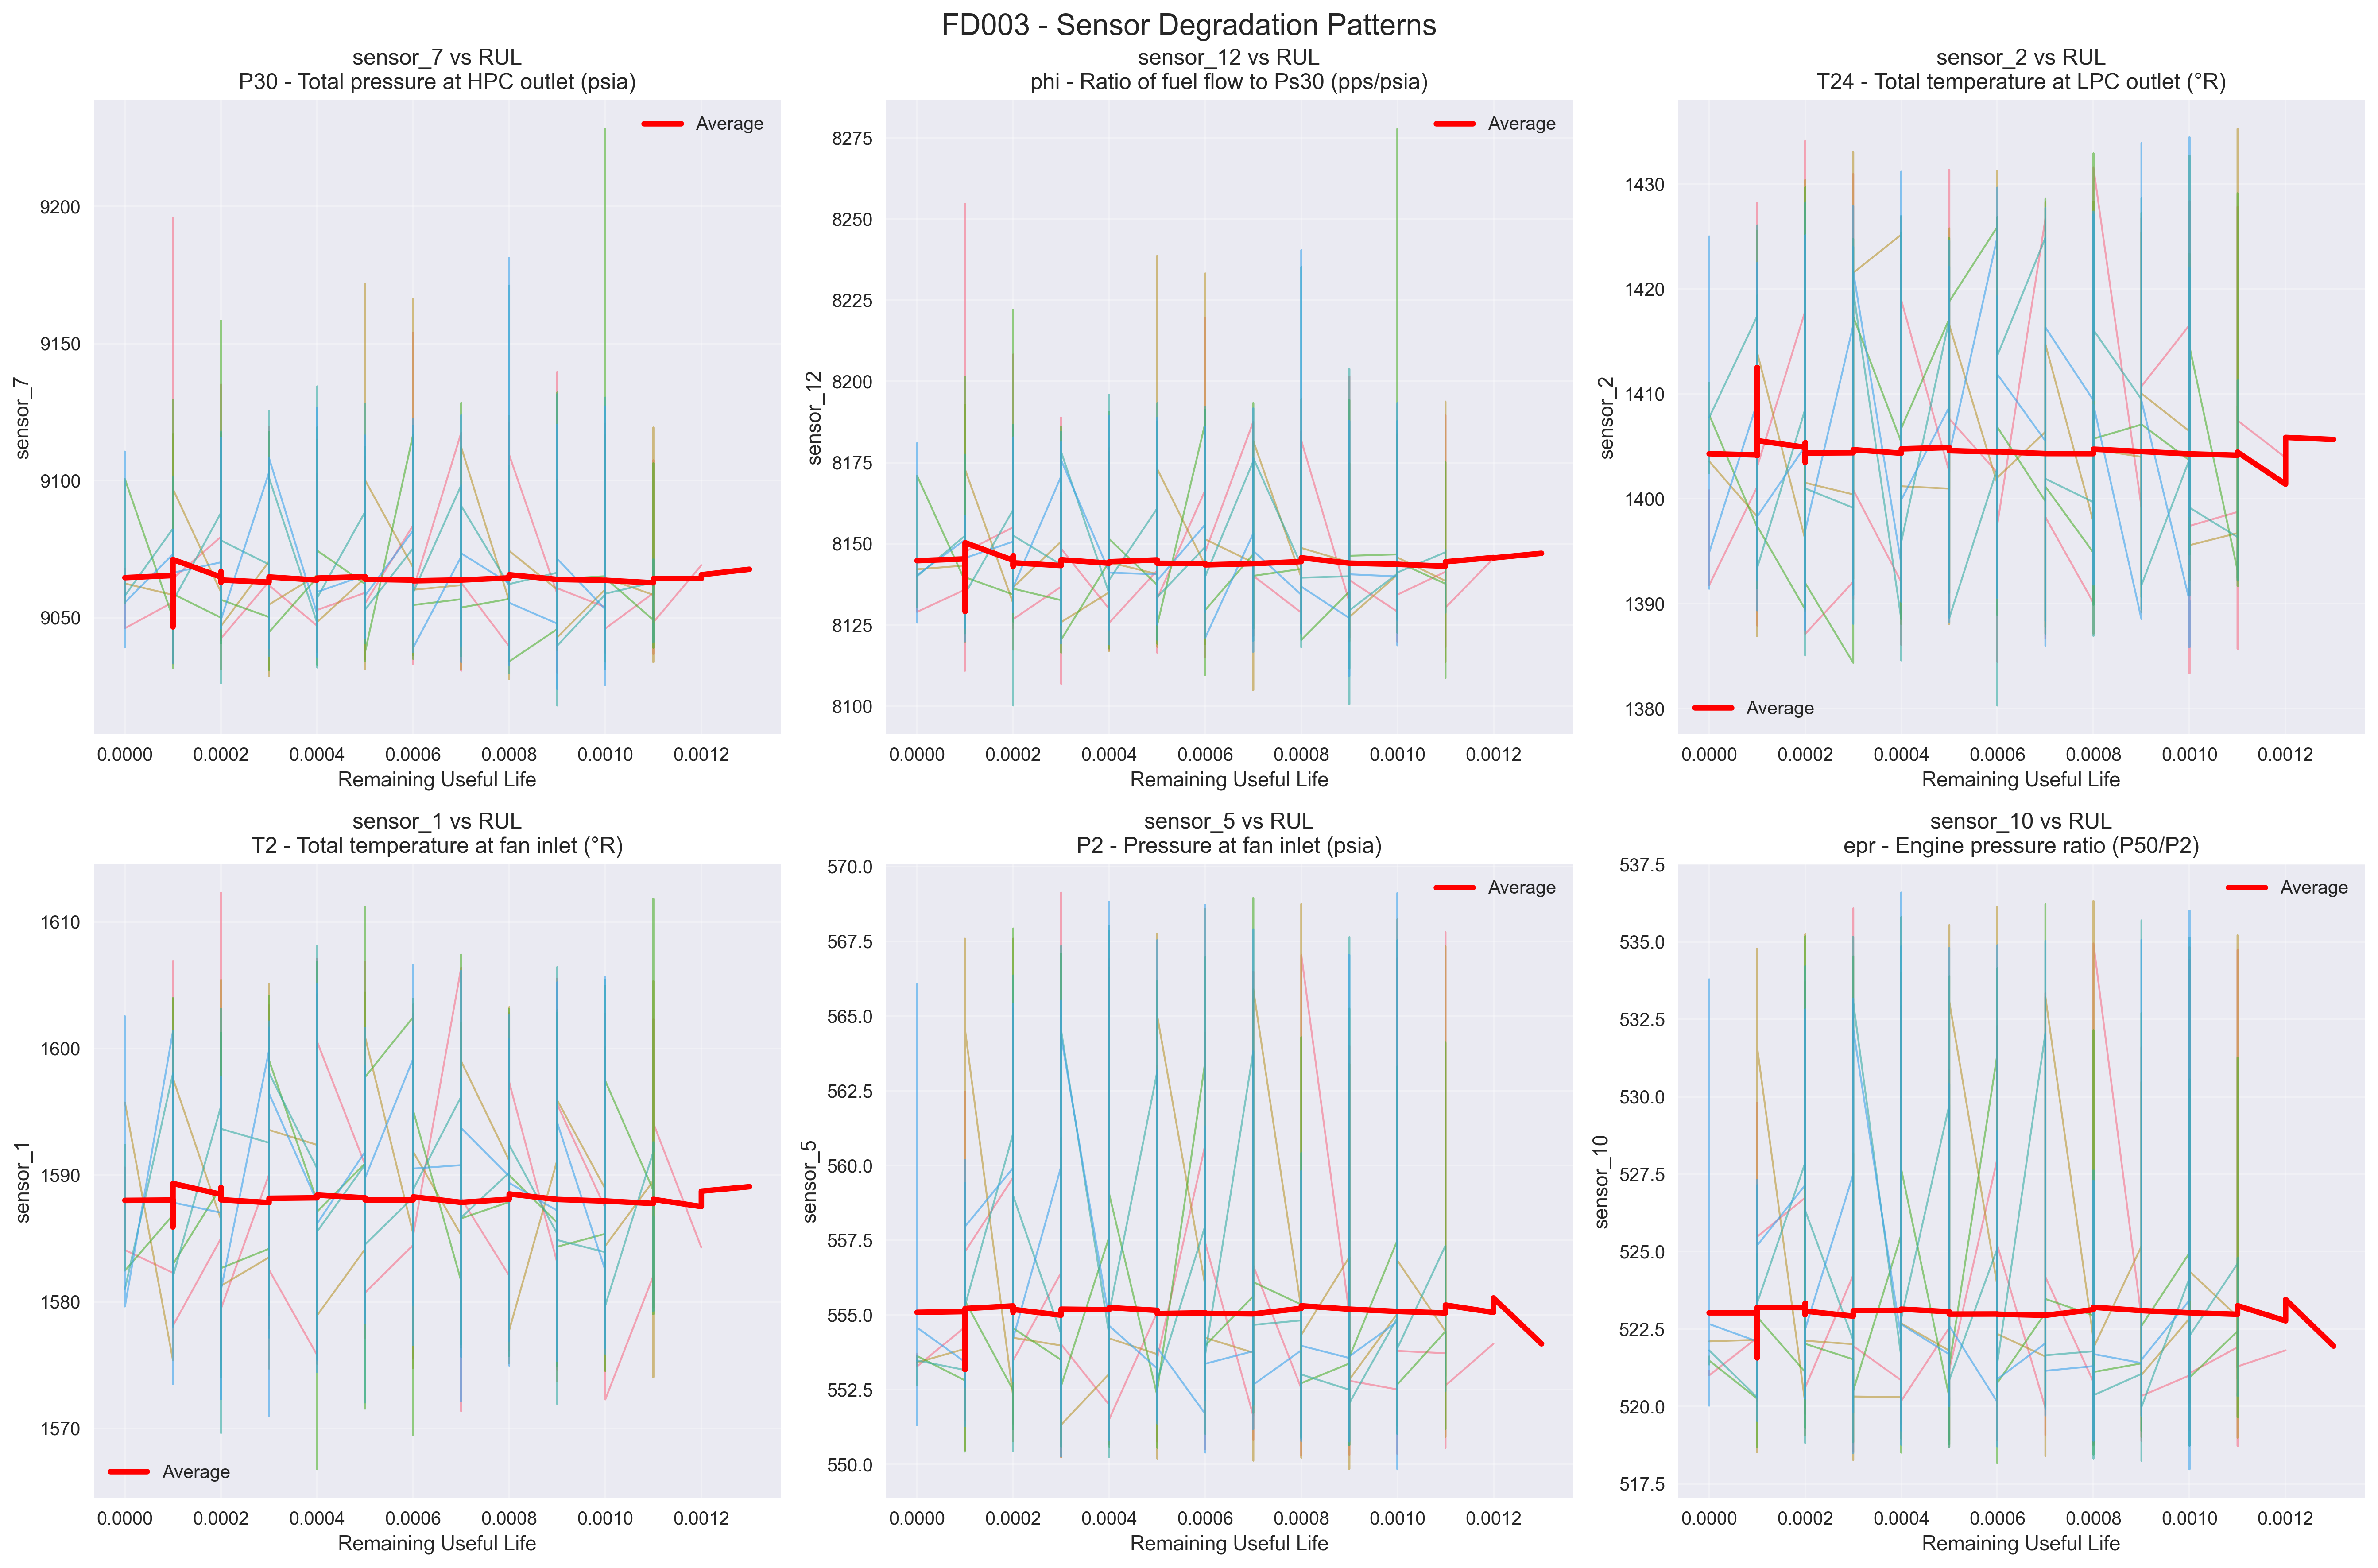 FD003 - Sensor Degradation Patterns
sensor_7 vs RUL
P30 - Total pressure at HPC outlet (psia)
Average
9200
9150
9100
9050
sensor_7
0.0000 0.0002 0.0004 0.0006 0.0008 0.0010 0.0012
Remaining Useful Life
sensor_12 vs RUL
phi - Ratio of fuel flow to Ps30 (pps/psia)
Average
8275
8250
8225
8200
8175
8150
8125
8100
sensor_12
0.0000 0.0002 0.0004 0.0006 0.0008 0.0010 0.0012
Remaining Useful Life
sensor_2 vs RUL
T24 - Total temperature at LPC outlet (°R)
1430
1420
1410
1400
1390
1380
sensor_2
Average
0.0000 0.0002 0.0004 0.0006 0.0008 0.0010 0.0012
Remaining Useful Life
sensor_1 vs RUL
T2 - Total temperature at fan inlet (°R)
1610
1600
1590
1580
1570
sensor_1
Average
0.0000 0.0002 0.0004 0.0006 0.0008 0.0010 0.0012
Remaining Useful Life
sensor_5 vs RUL
P2 - Pressure at fan inlet (psia)
Average
570.0
567.5
565.0
562.5
560.0
557.5
555.0
552.5
550.0
sensor_5
0.0000 0.0002 0.0004 0.0006 0.0008 0.0010 0.0012
Remaining Useful Life
sensor_10 vs RUL
epr - Engine pressure ratio (P50/P2)
Average
537.5
535.0
532.5
530.0
527.5
525.0
522.5
520.0
517.5
sensor_10
0.0000 0.0002 0.0004 0.0006 0.0008 0.0010 0.0012
Remaining Useful Life